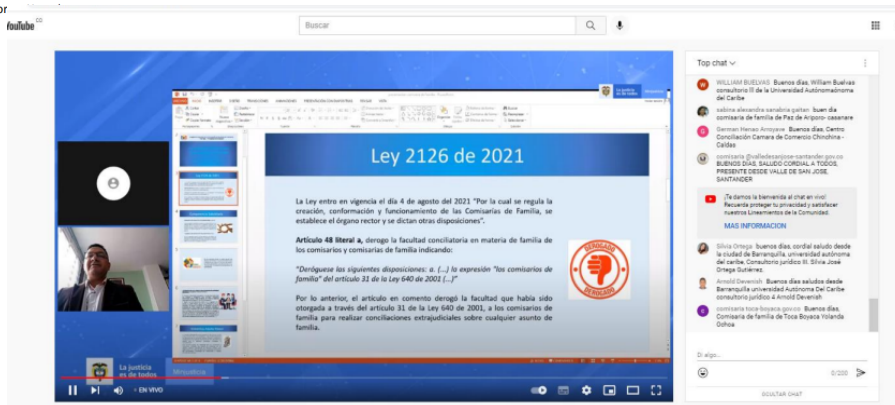 YouTube CO
Buscar
Ley 2126 de 2021
La Ley entro en vigencia el día 4 de agosto del 2021 "Por la cual se regula la
creación, conformación y funcionamiento de las Comisarías de Familia, se
establece el órgano rector y se dictan otras disposiciones".
Artículo 48 literal a, derogo la facultad conciliatoria en materia de familia de
los comisarios y comisarias de familia indicando:
"Deróguese las siguientes disposiciones: a. (...) la expresión "los comisarios de
familia" del artículo 31 de la Ley 640 de 2001 (...)"
Por lo anterior, el artículo en comento derogó la facultad que había sido
otorgada a través del artículo 31 de la Ley 640 de 2001, a los comisarios de
familia para realizar conciliaciones extrajudiciales sobre cualquier asunto de
familia.
DEROGADO
DEROGADO
La justicia
es de todos
Minjusticia
EN VIVO
Top chat
WILLIAM BUELVAS Buenos días, William Buelvas
consultorio III de la Universidad Autónomaónoma
del Caribe
sabina alexandra sanabria gaitan buen dia
comisaria de familia de Paz de Ariporo- casanare
German Henao Arroyave Buenos días, Centro
Conciliación Camara de Comercio Chinchina -
Caldas
comisaria @valledesanjose-santander.gov.co
BUENOS DÍAS, SALUDO CORDIAL A TODOS,
PRESENTE DESDE VALLE DE SAN JOSE,
SANTANDER
¡Te damos la bienvenida al chat en vivo!
Recuerda proteger tu privacidad y satisfacer
nuestros Lineamientos de la Comunidad.
MAS INFORMACION
Silvia Ortega buenos días, cordial saludo desde
la ciudad de Barranquilla, universidad autónoma
del caribe, Consultorio jurídico III. Silvia José
Ortega Gutiérrez.
Arnold Devenish Buenos días saludos desde
Barranquilla universidad Autónoma Del Caribe
consultorio jurídico 4 Arnold Devenish
comisaria toca-boyaca.gov.co Buenos días,
Comisaria de familia de Toca Boyaca Yolanda
Ochoa
Di algo...
0/200
OCULTAR CHAT